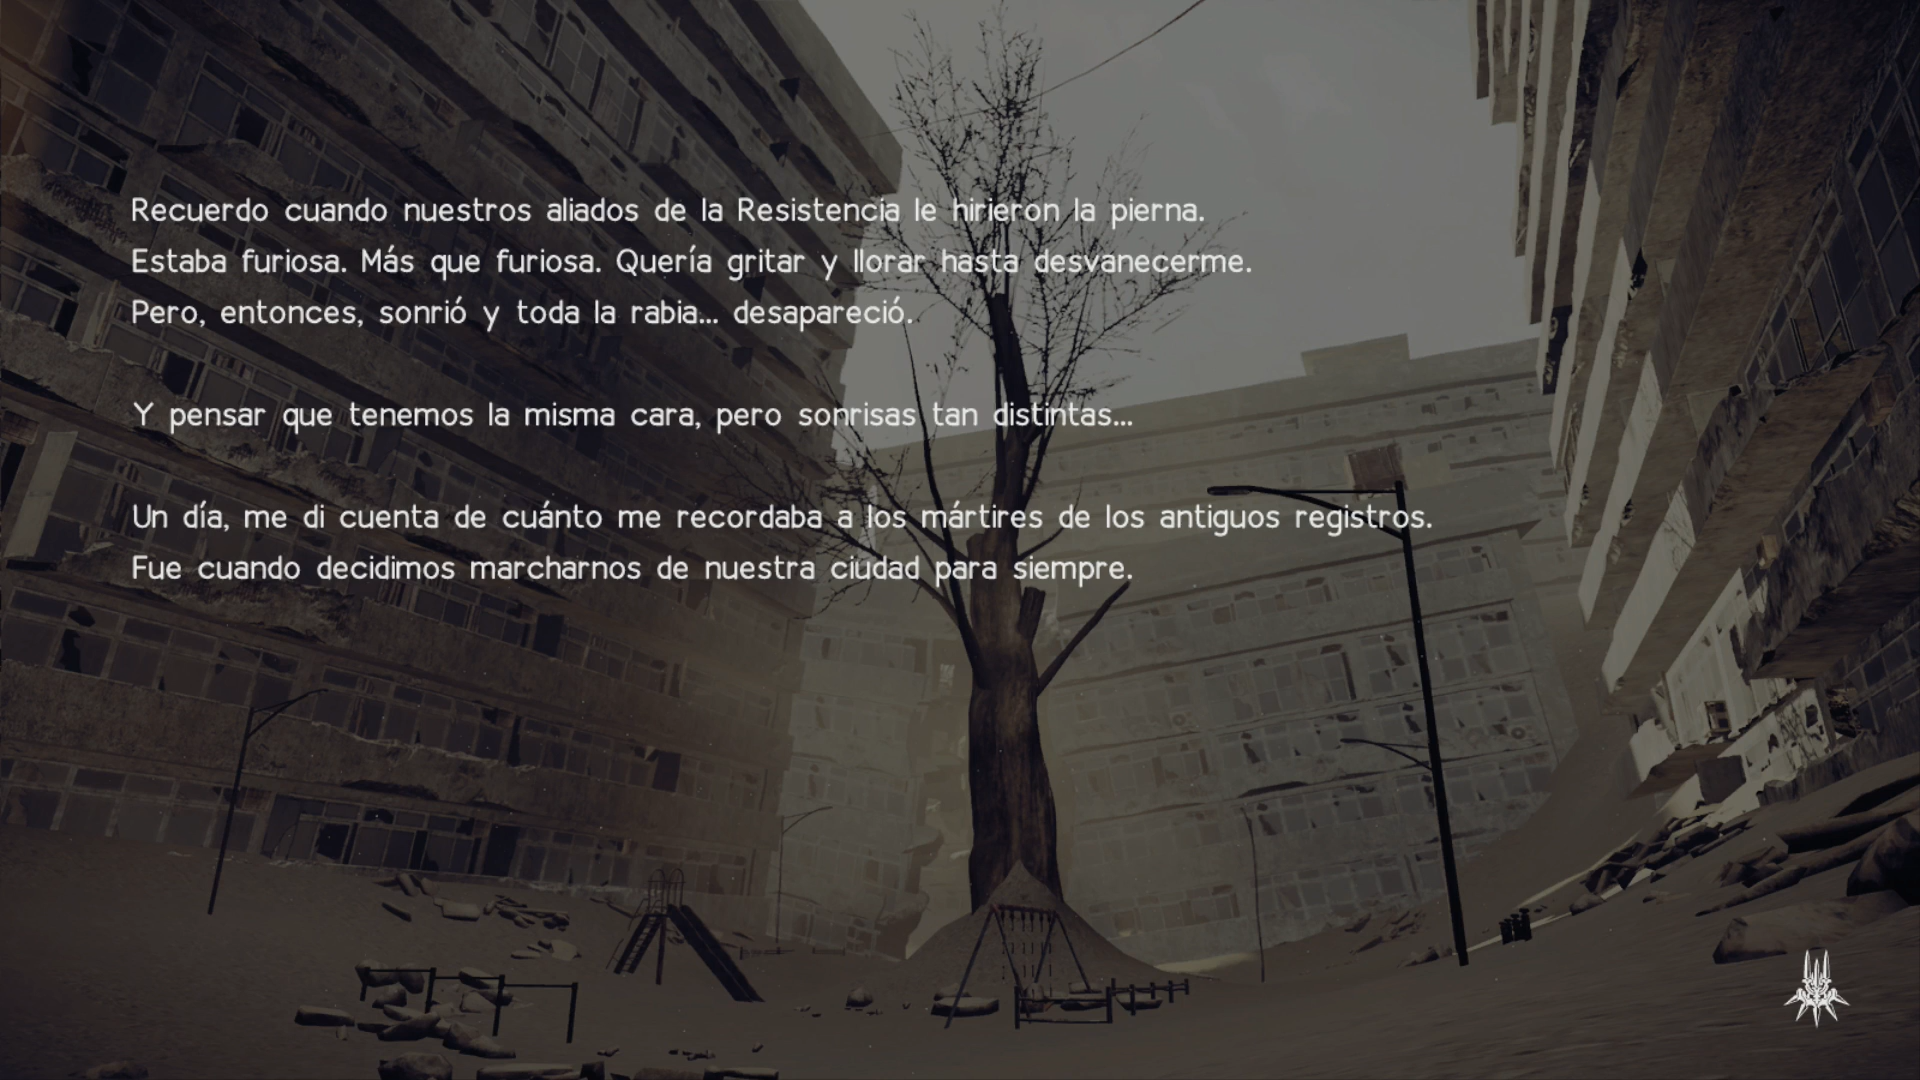 Recuerdo cuando nuestros aliados de la Resistencia le hirieron la pierna.
Estaba furiosa. Más que furiosa. Quería gritar y llorar hasta desvanecerme.
Pero, entonces, sonrió y toda la rabia... desapareció.
Y pensar que tenemos la misma cara, pero sonrisas tan distintas...
Un día, me di cuenta de cuánto me recordaba a los mártires de los antiguos registros.
Fue cuando decidimos marcharnos de nuestra ciudad para siempre.